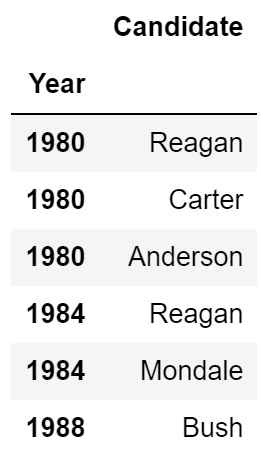 Candidate
Year
1980 Reagan
1980 Carter
1980 Anderson
1984 Reagan
1984 Mondale
1988 Bush